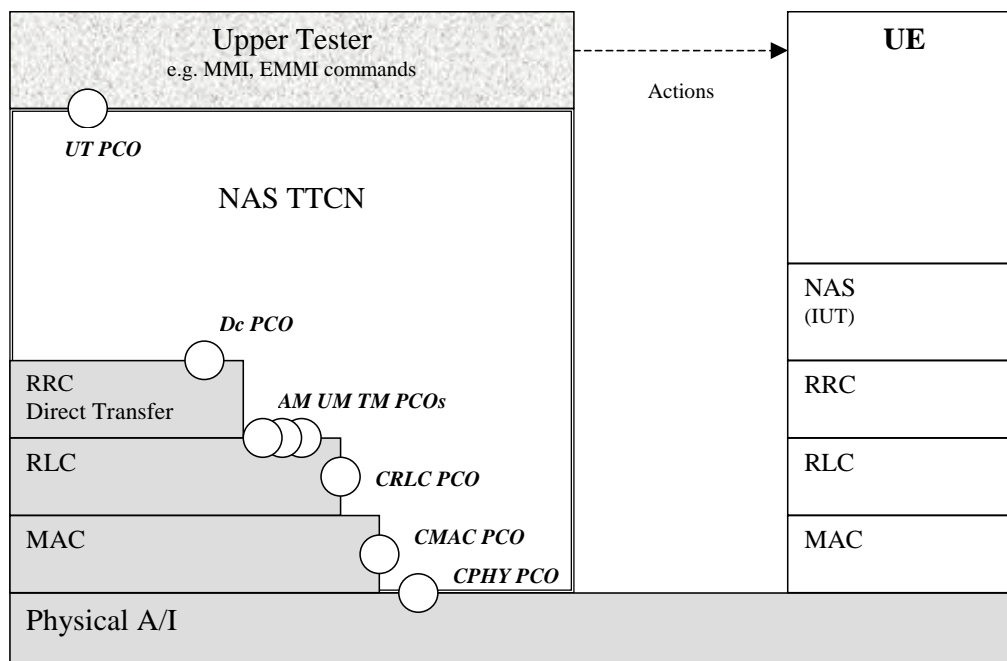 Upper Tester
e.g. MMI, EMMI commands
UE
Actions
UT PCO
NAS TTCN
NAS
(IUT)
Dc PCO
RRC
Direct Transfer
AM UM TM PCOs
RRC
RLC
CRLC PCO
RLC
MAC
CMAC PCO
MAC
CPHY PCO
Physical A/I